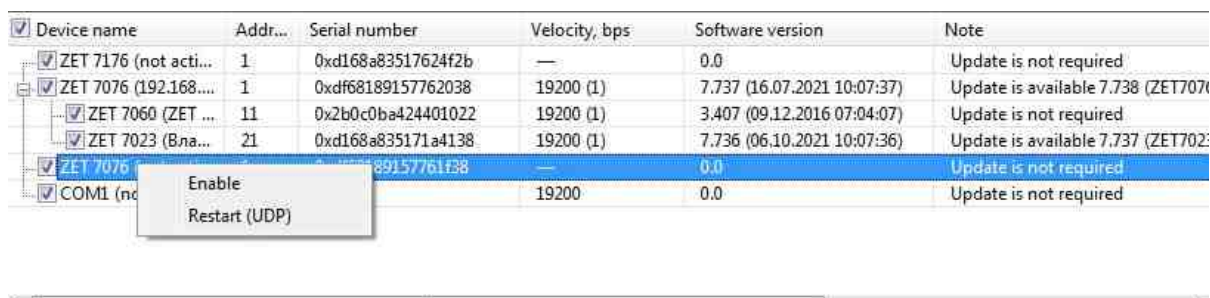 Device name Addr... Serial number Velocity, bps Software version Note
ZET 7176 (not acti... 1 0xd168a83517624f2b — 0.0 Update is not required
ZET 7076 (192.168.... 1 0xdf68189157762038 19200 (1) 7.737 (16.07.2021 10:07:37) Update is available 7.738 (ZET7076
ZET 7060 (ZET ... 11 0x2b0c0ba424401022 19200 (1) 3.407 (09.12.2016 07:04:07) Update is not required
ZET 7023 (Вла... 21 0xd168a835171a4138 19200 (1) 7.736 (06.10.2021 10:07:36) Update is available 7.737 (ZET7023
ZET 7076 89157761f38 — 0.0 Update is not required
COM1 (no 19200 0.0 Update is not required
Enable
Restart (UDP)